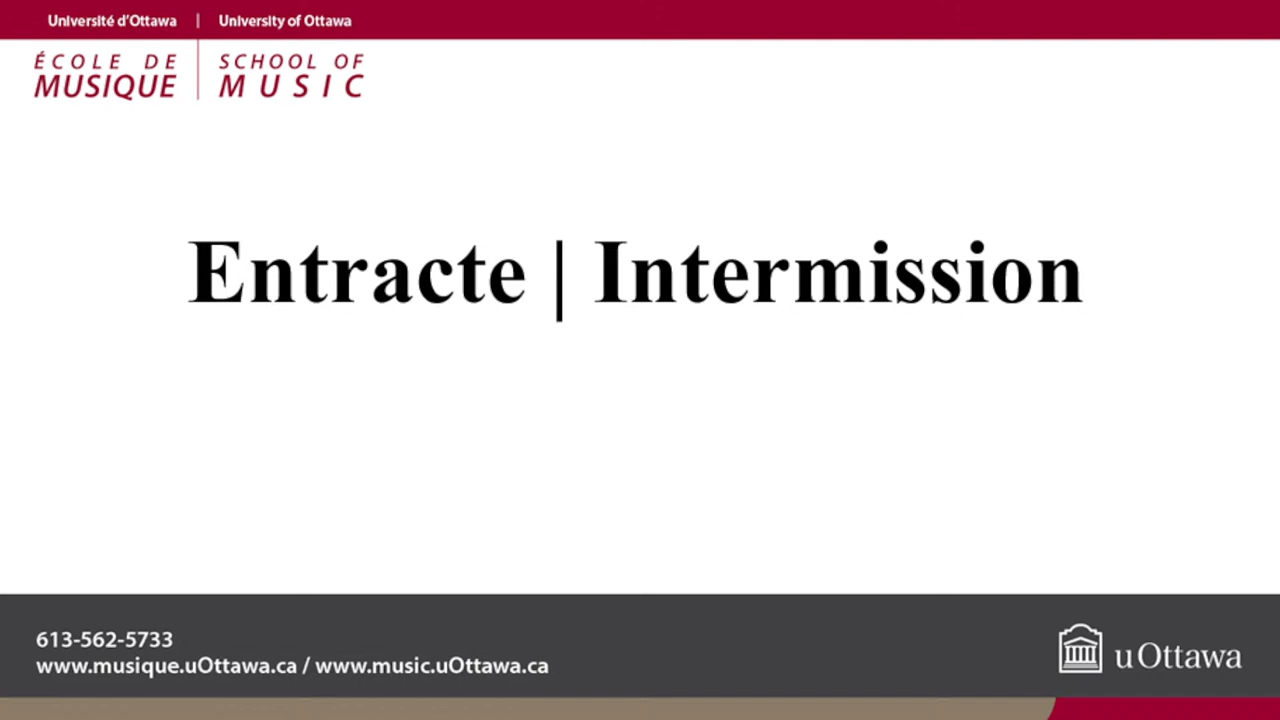 Université d'Ottawa | University of Ottawa
ÉCOLE DE MUSIQUE
SCHOOL OF MUSIC
Entracte | Intermission
613-562-5733
www.musique.uOttawa.ca / www.music.uOttawa.ca
uOttawa